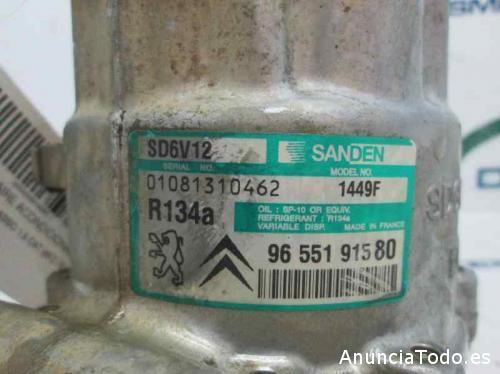 SD6V12
SANDEN
SERIAL NO.
MODEL NO.
01081310462
1449F
R134a
OIL : SP-10 OR EQUIV.
REFRIGERANT : R134a
VARIABLE DISP. MADE IN FRANCE
96 551 915 80
AnunciaTodo.es